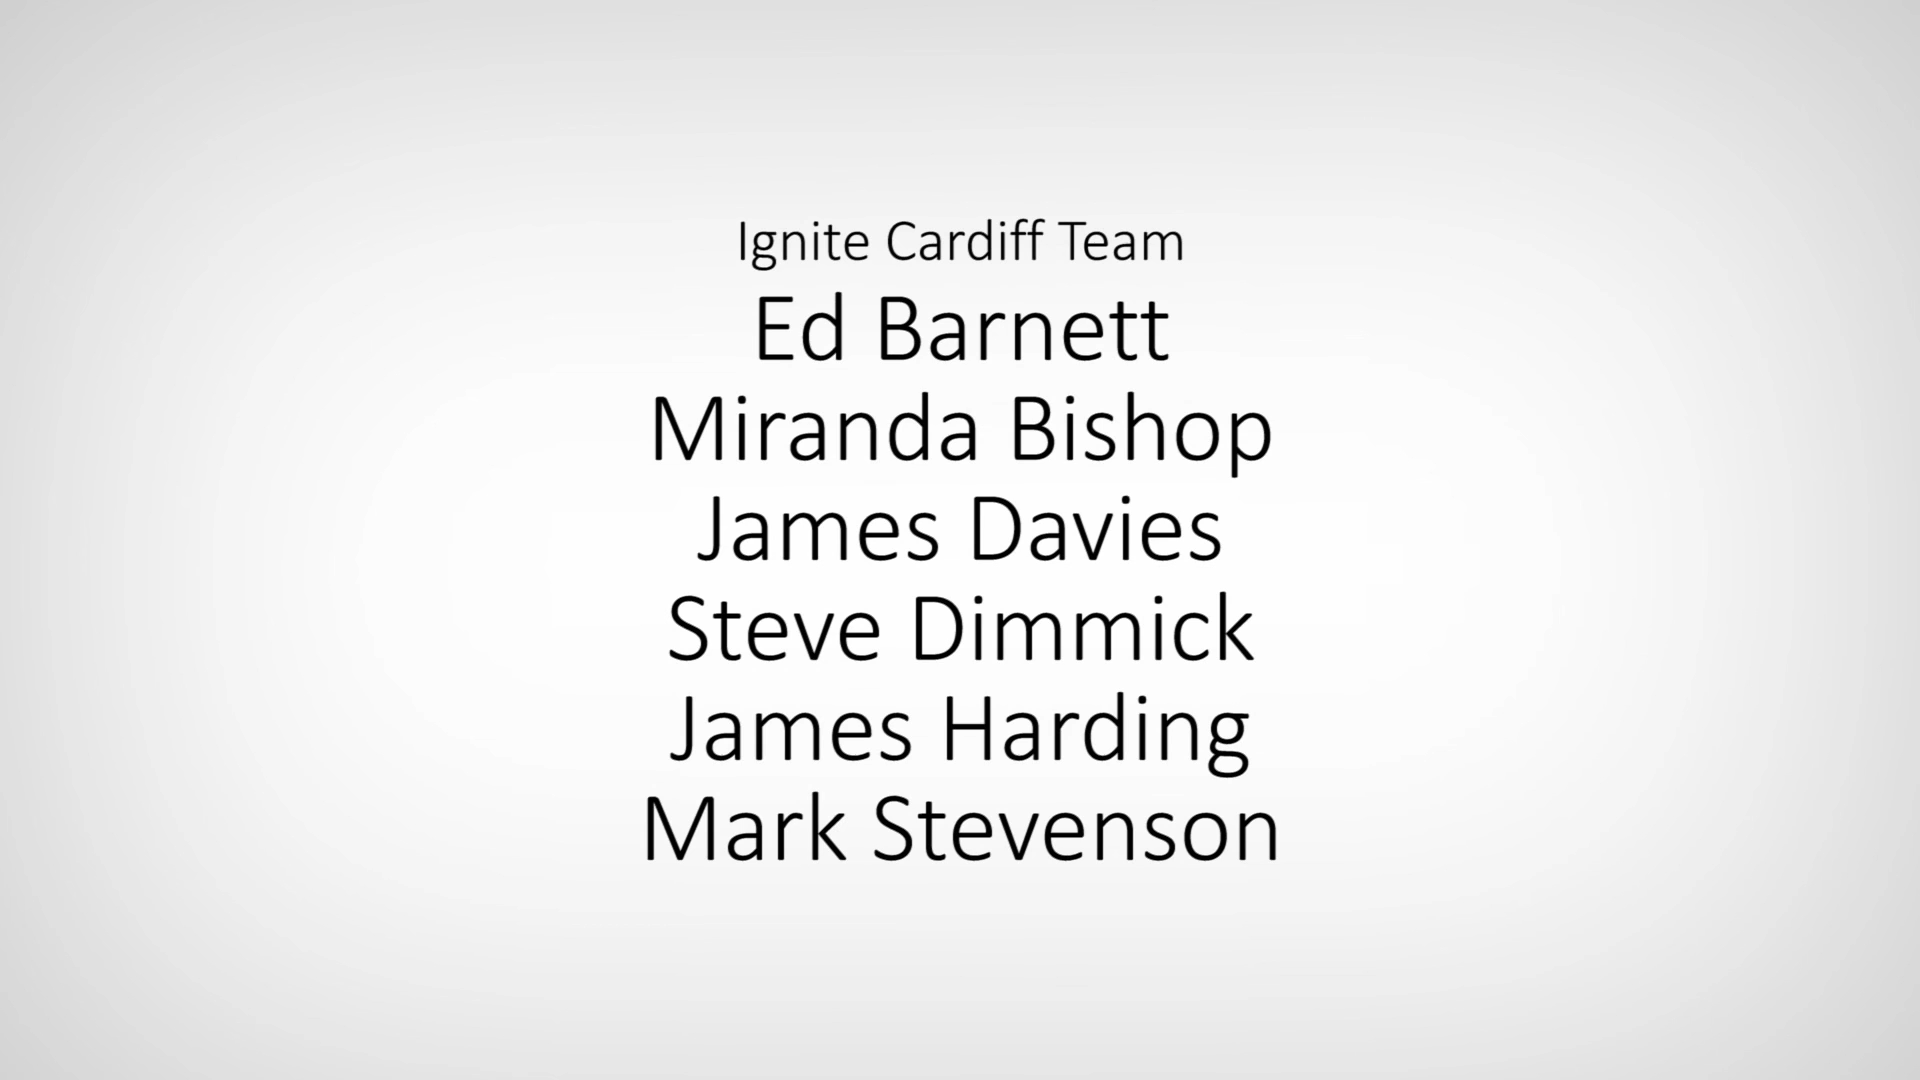 Ignite Cardiff Team
Ed Barnett
Miranda Bishop
James Davies
Steve Dimmick
James Harding
Mark Stevenson